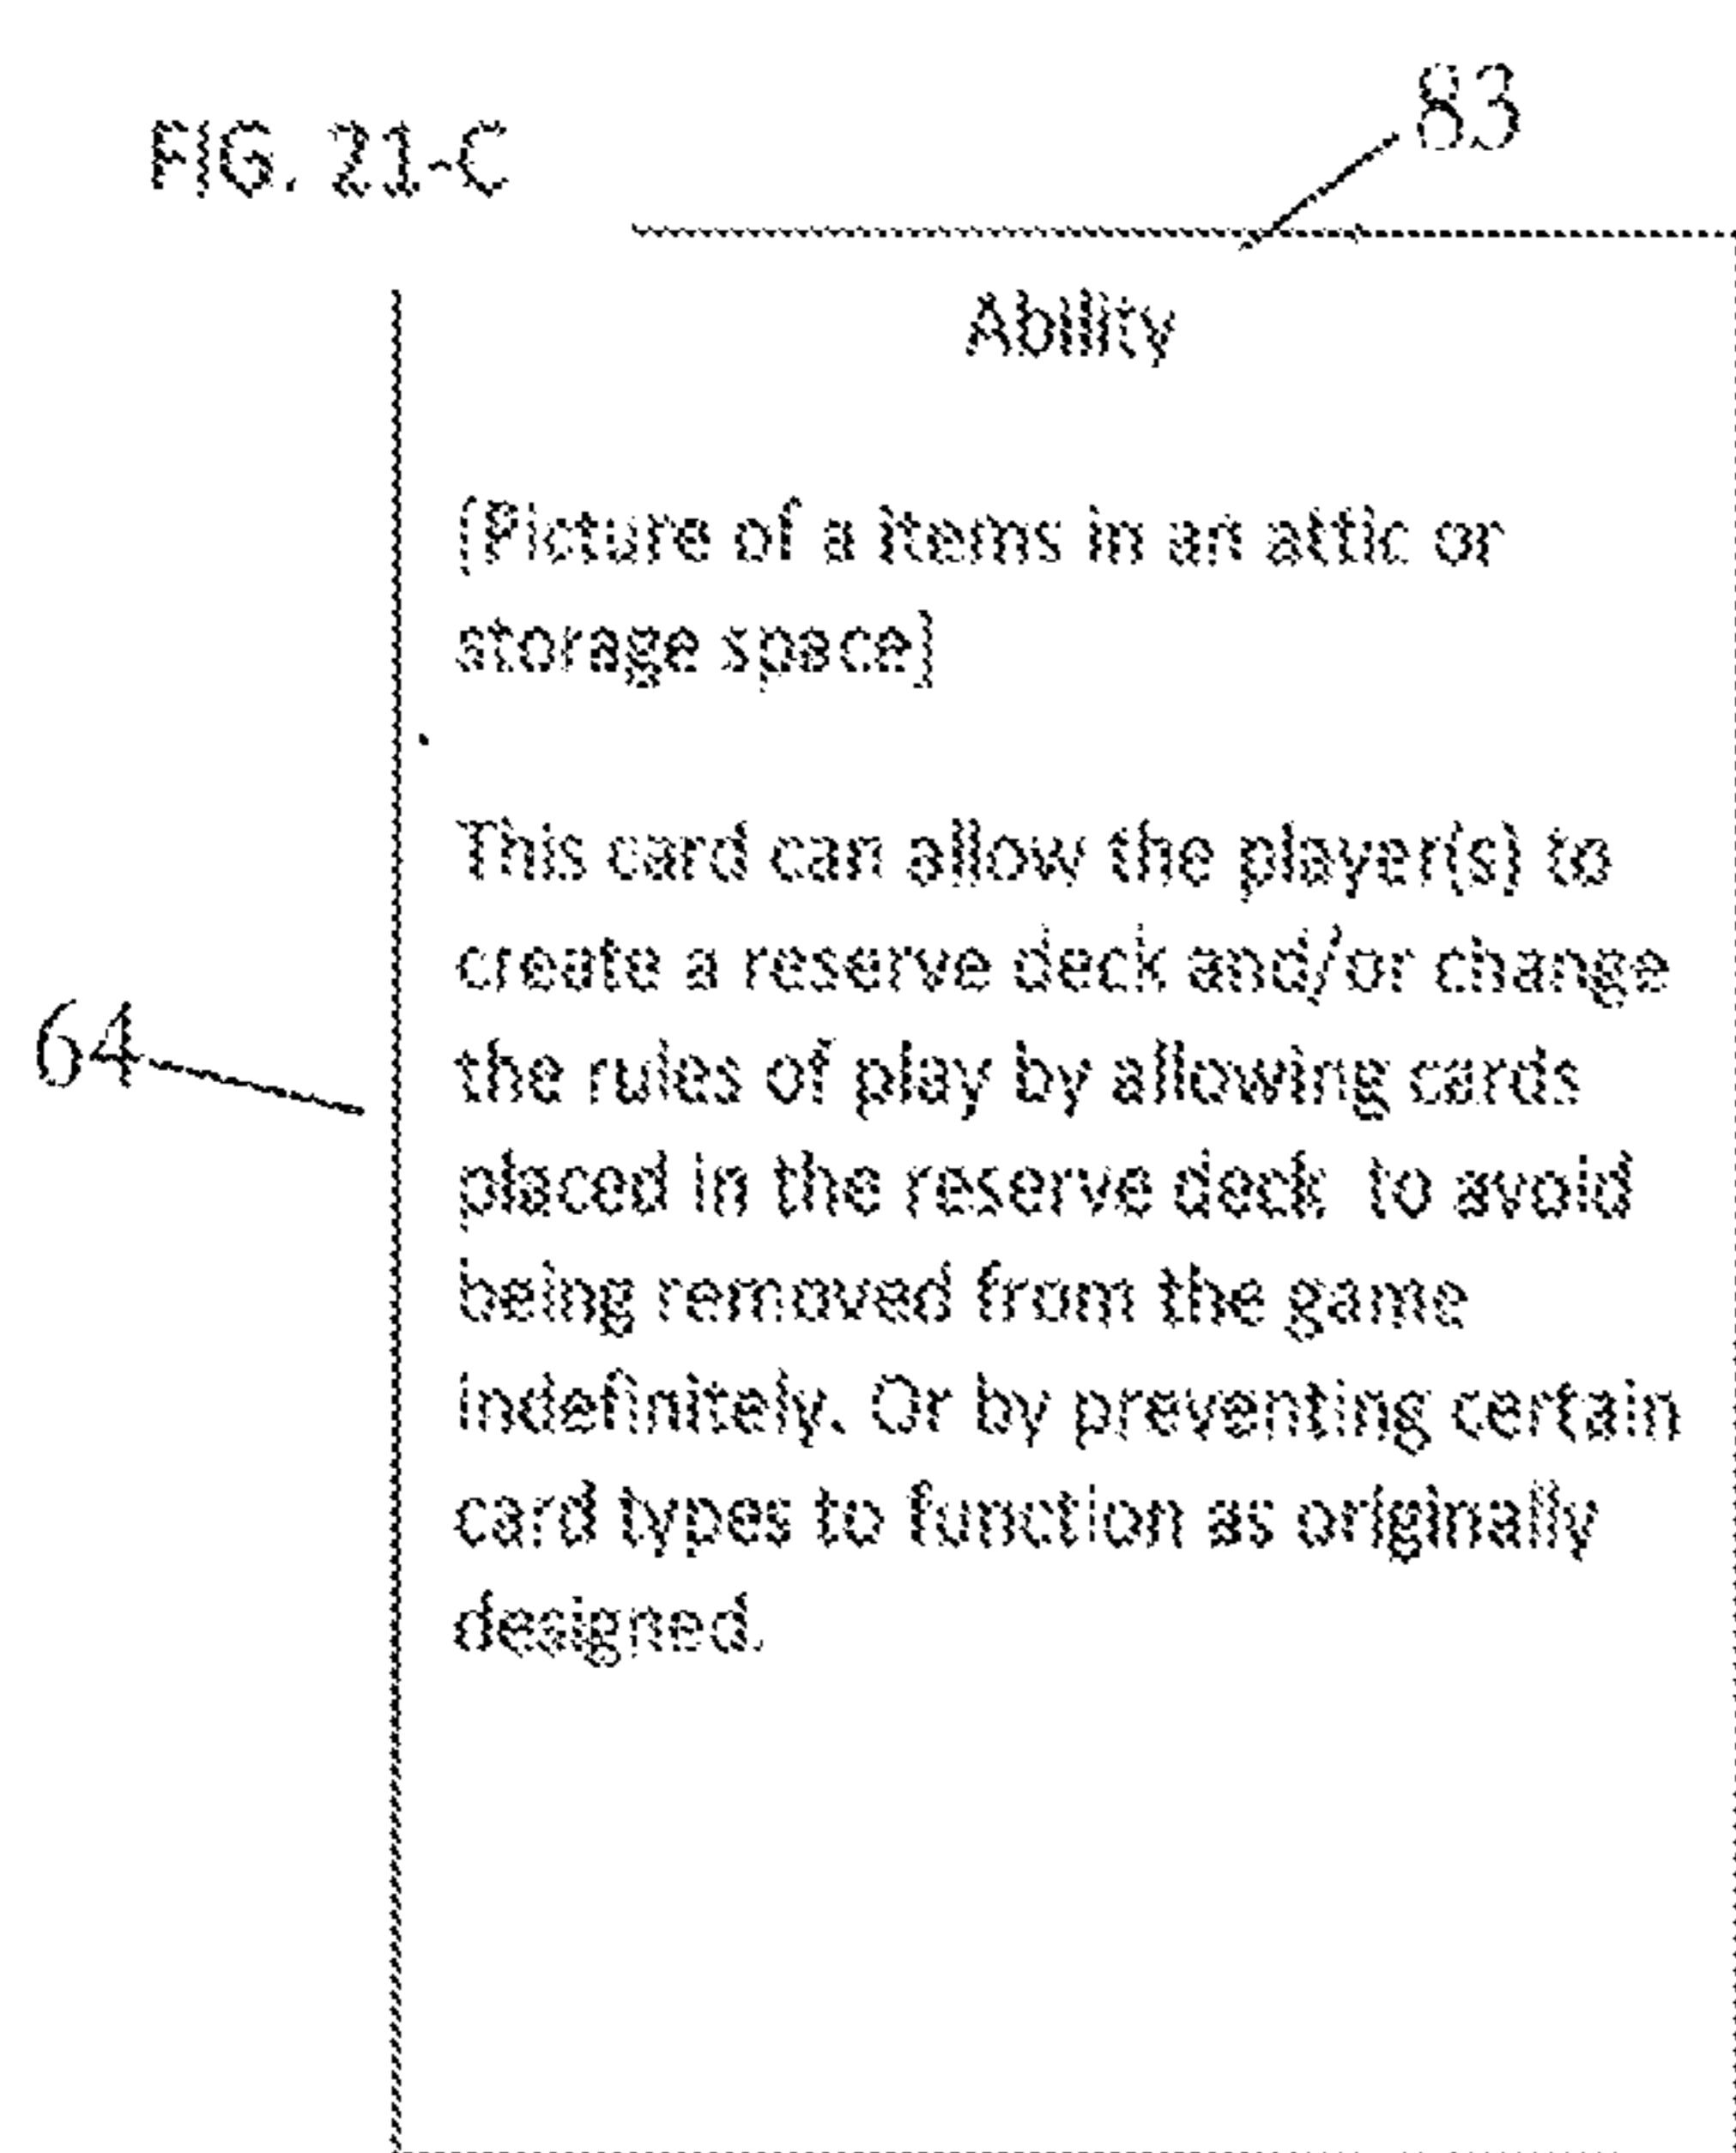 FIG. 21-C
83
Ability
[Picture of a items in an attic or
storage space]
This card can allow the player(s) to
create a reserve deck and/or change
the rules of play by allowing cards
64
placed in the reserve deck  to avoid
being removed from the game
indefinitely. Or by preventing certain
card types to function as originally
designed.